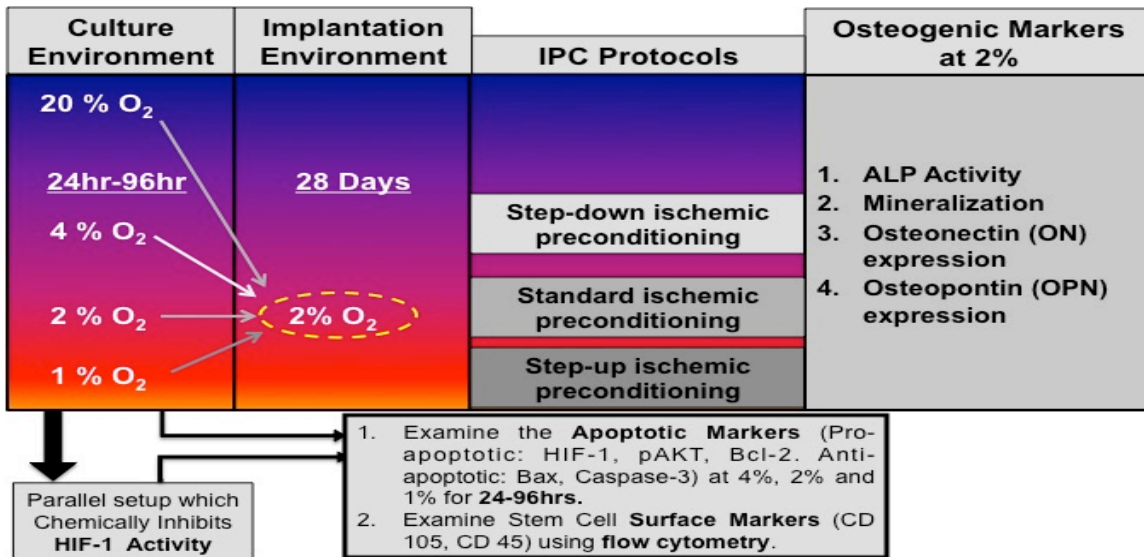 Culture
Environment
Implantation
Environment
IPC Protocols
Osteogenic Markers
at 2%
20 % O₂
24hr-96hr
4 % O₂
2 % O₂
1 % O₂
28 Days
2% O₂
Step-down ischemic
preconditioning
Standard ischemic
preconditioning
Step-up ischemic
preconditioning
1. ALP Activity
2. Mineralization
3. Osteonectin (ON)
expression
4. Osteopontin (OPN)
expression
Parallel setup which
Chemically Inhibits
HIF-1 Activity
1. Examine the Apoptotic Markers (Pro-
apoptotic: HIF-1, pAKT, Bcl-2. Anti-
apoptotic: Bax, Caspase-3) at 4%, 2% and
1% for 24-96hrs.
2. Examine Stem Cell Surface Markers (CD
105, CD 45) using flow cytometry.